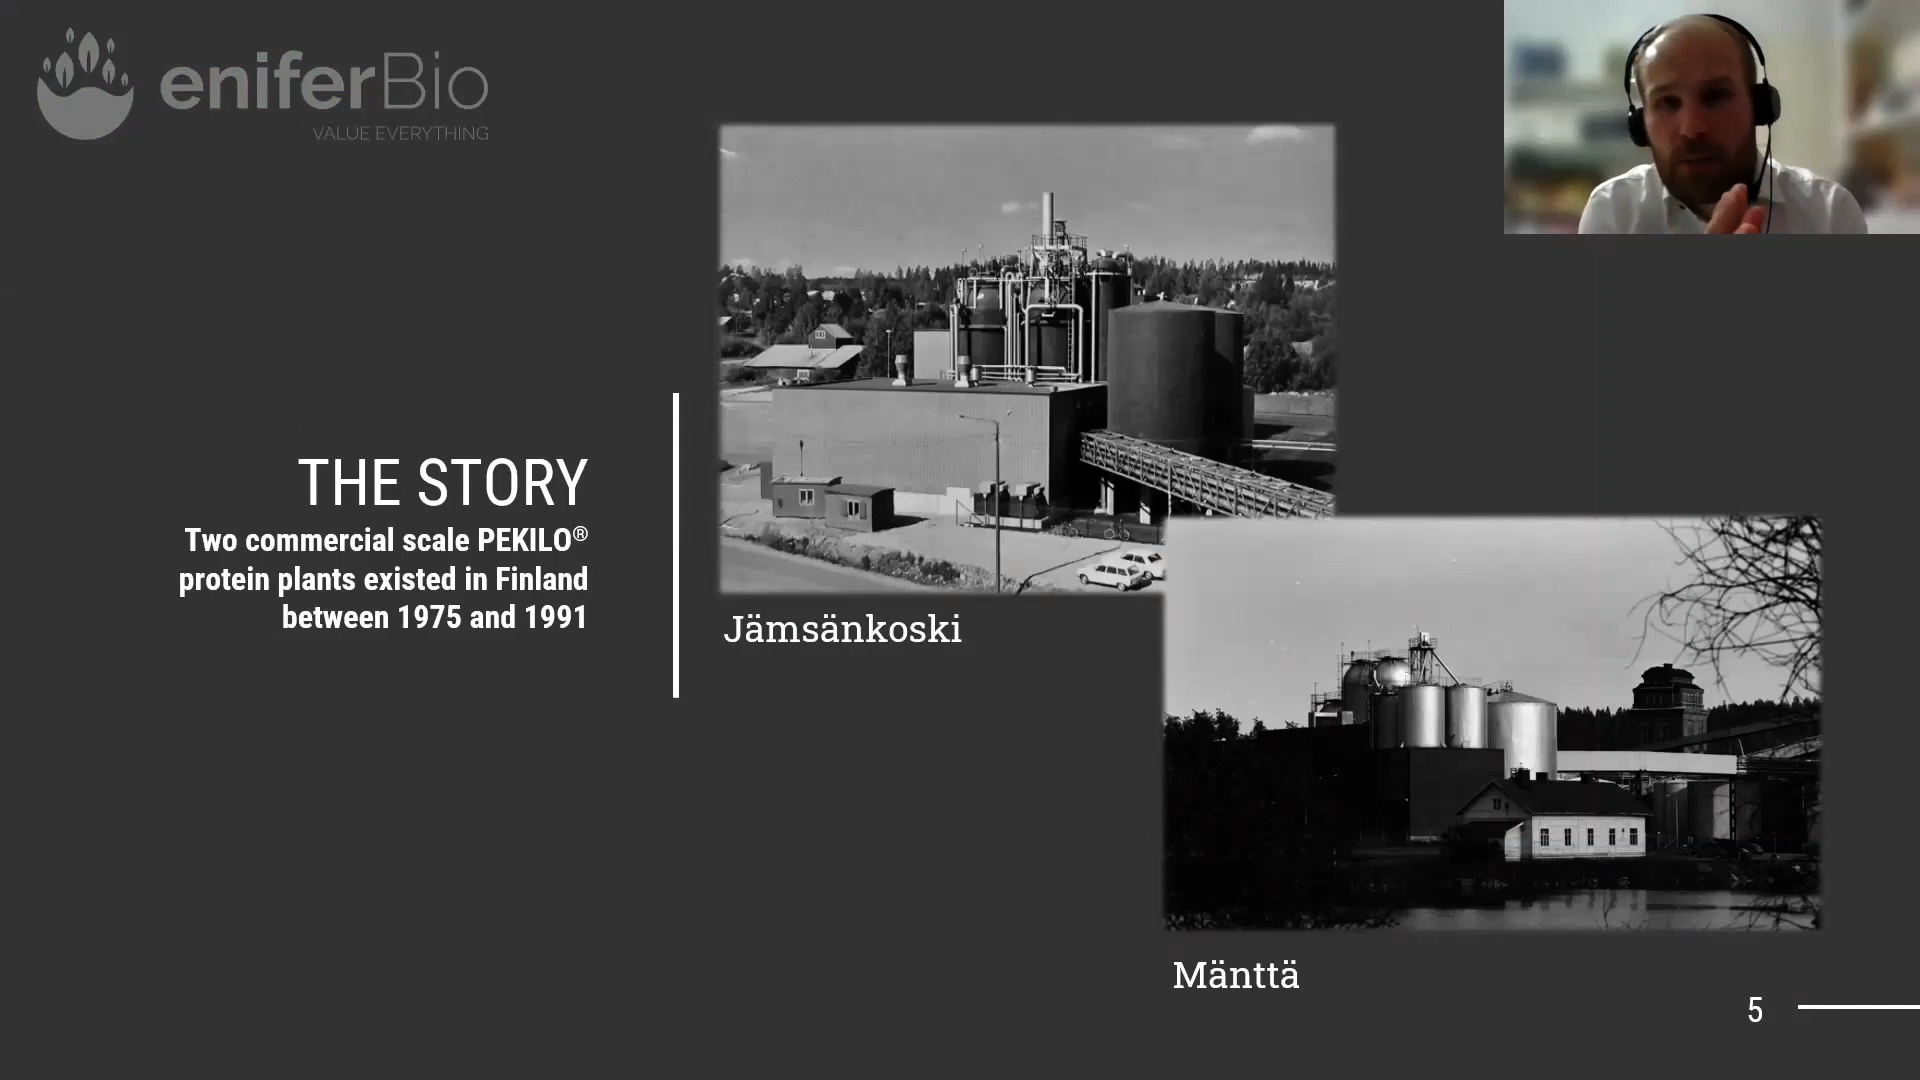 eniferBio
VALUE EVERYTHING
THE STORY
Two commercial scale PEKILO®
protein plants existed in Finland
between 1975 and 1991
Jämsänkoski
Mänttä
5